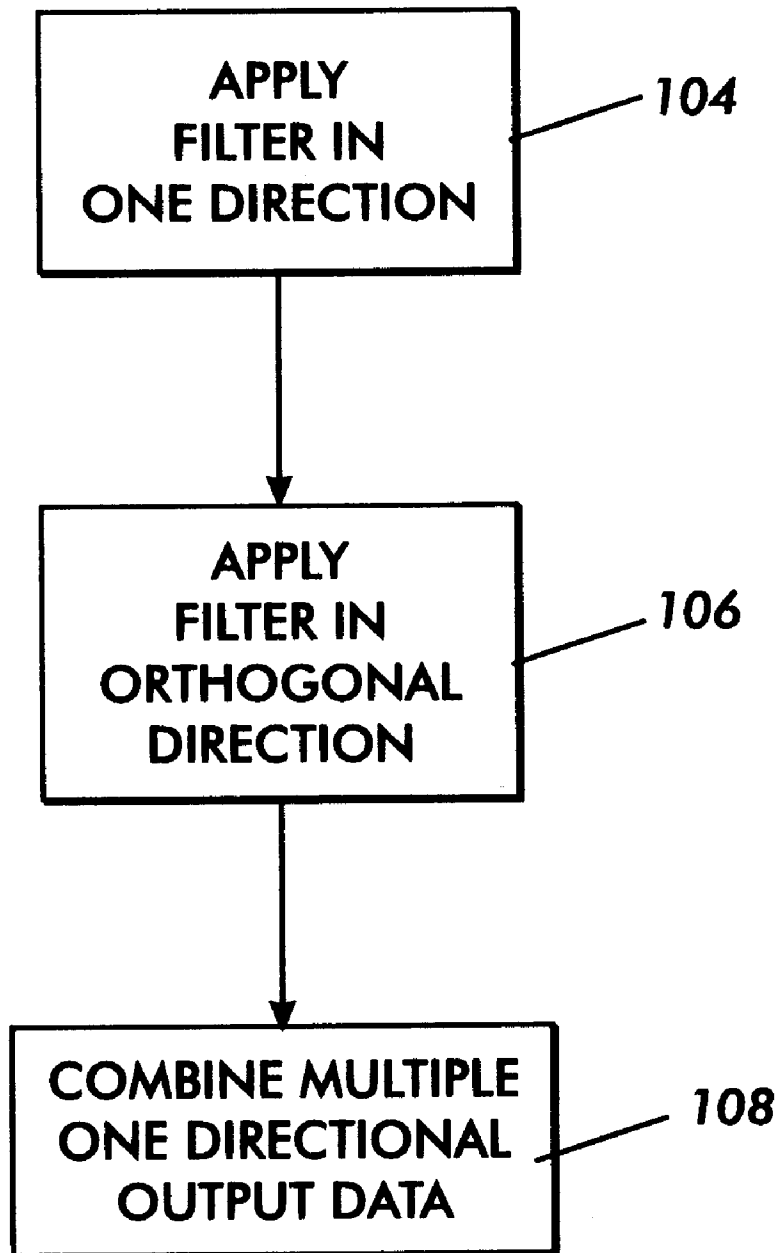 APPLY
FILTER IN
ONE DIRECTION
104
APPLY
FILTER IN
ORTHOGONAL
DIRECTION
106
COMBINE MULTIPLE
ONE DIRECTIONAL
OUTPUT DATA
108